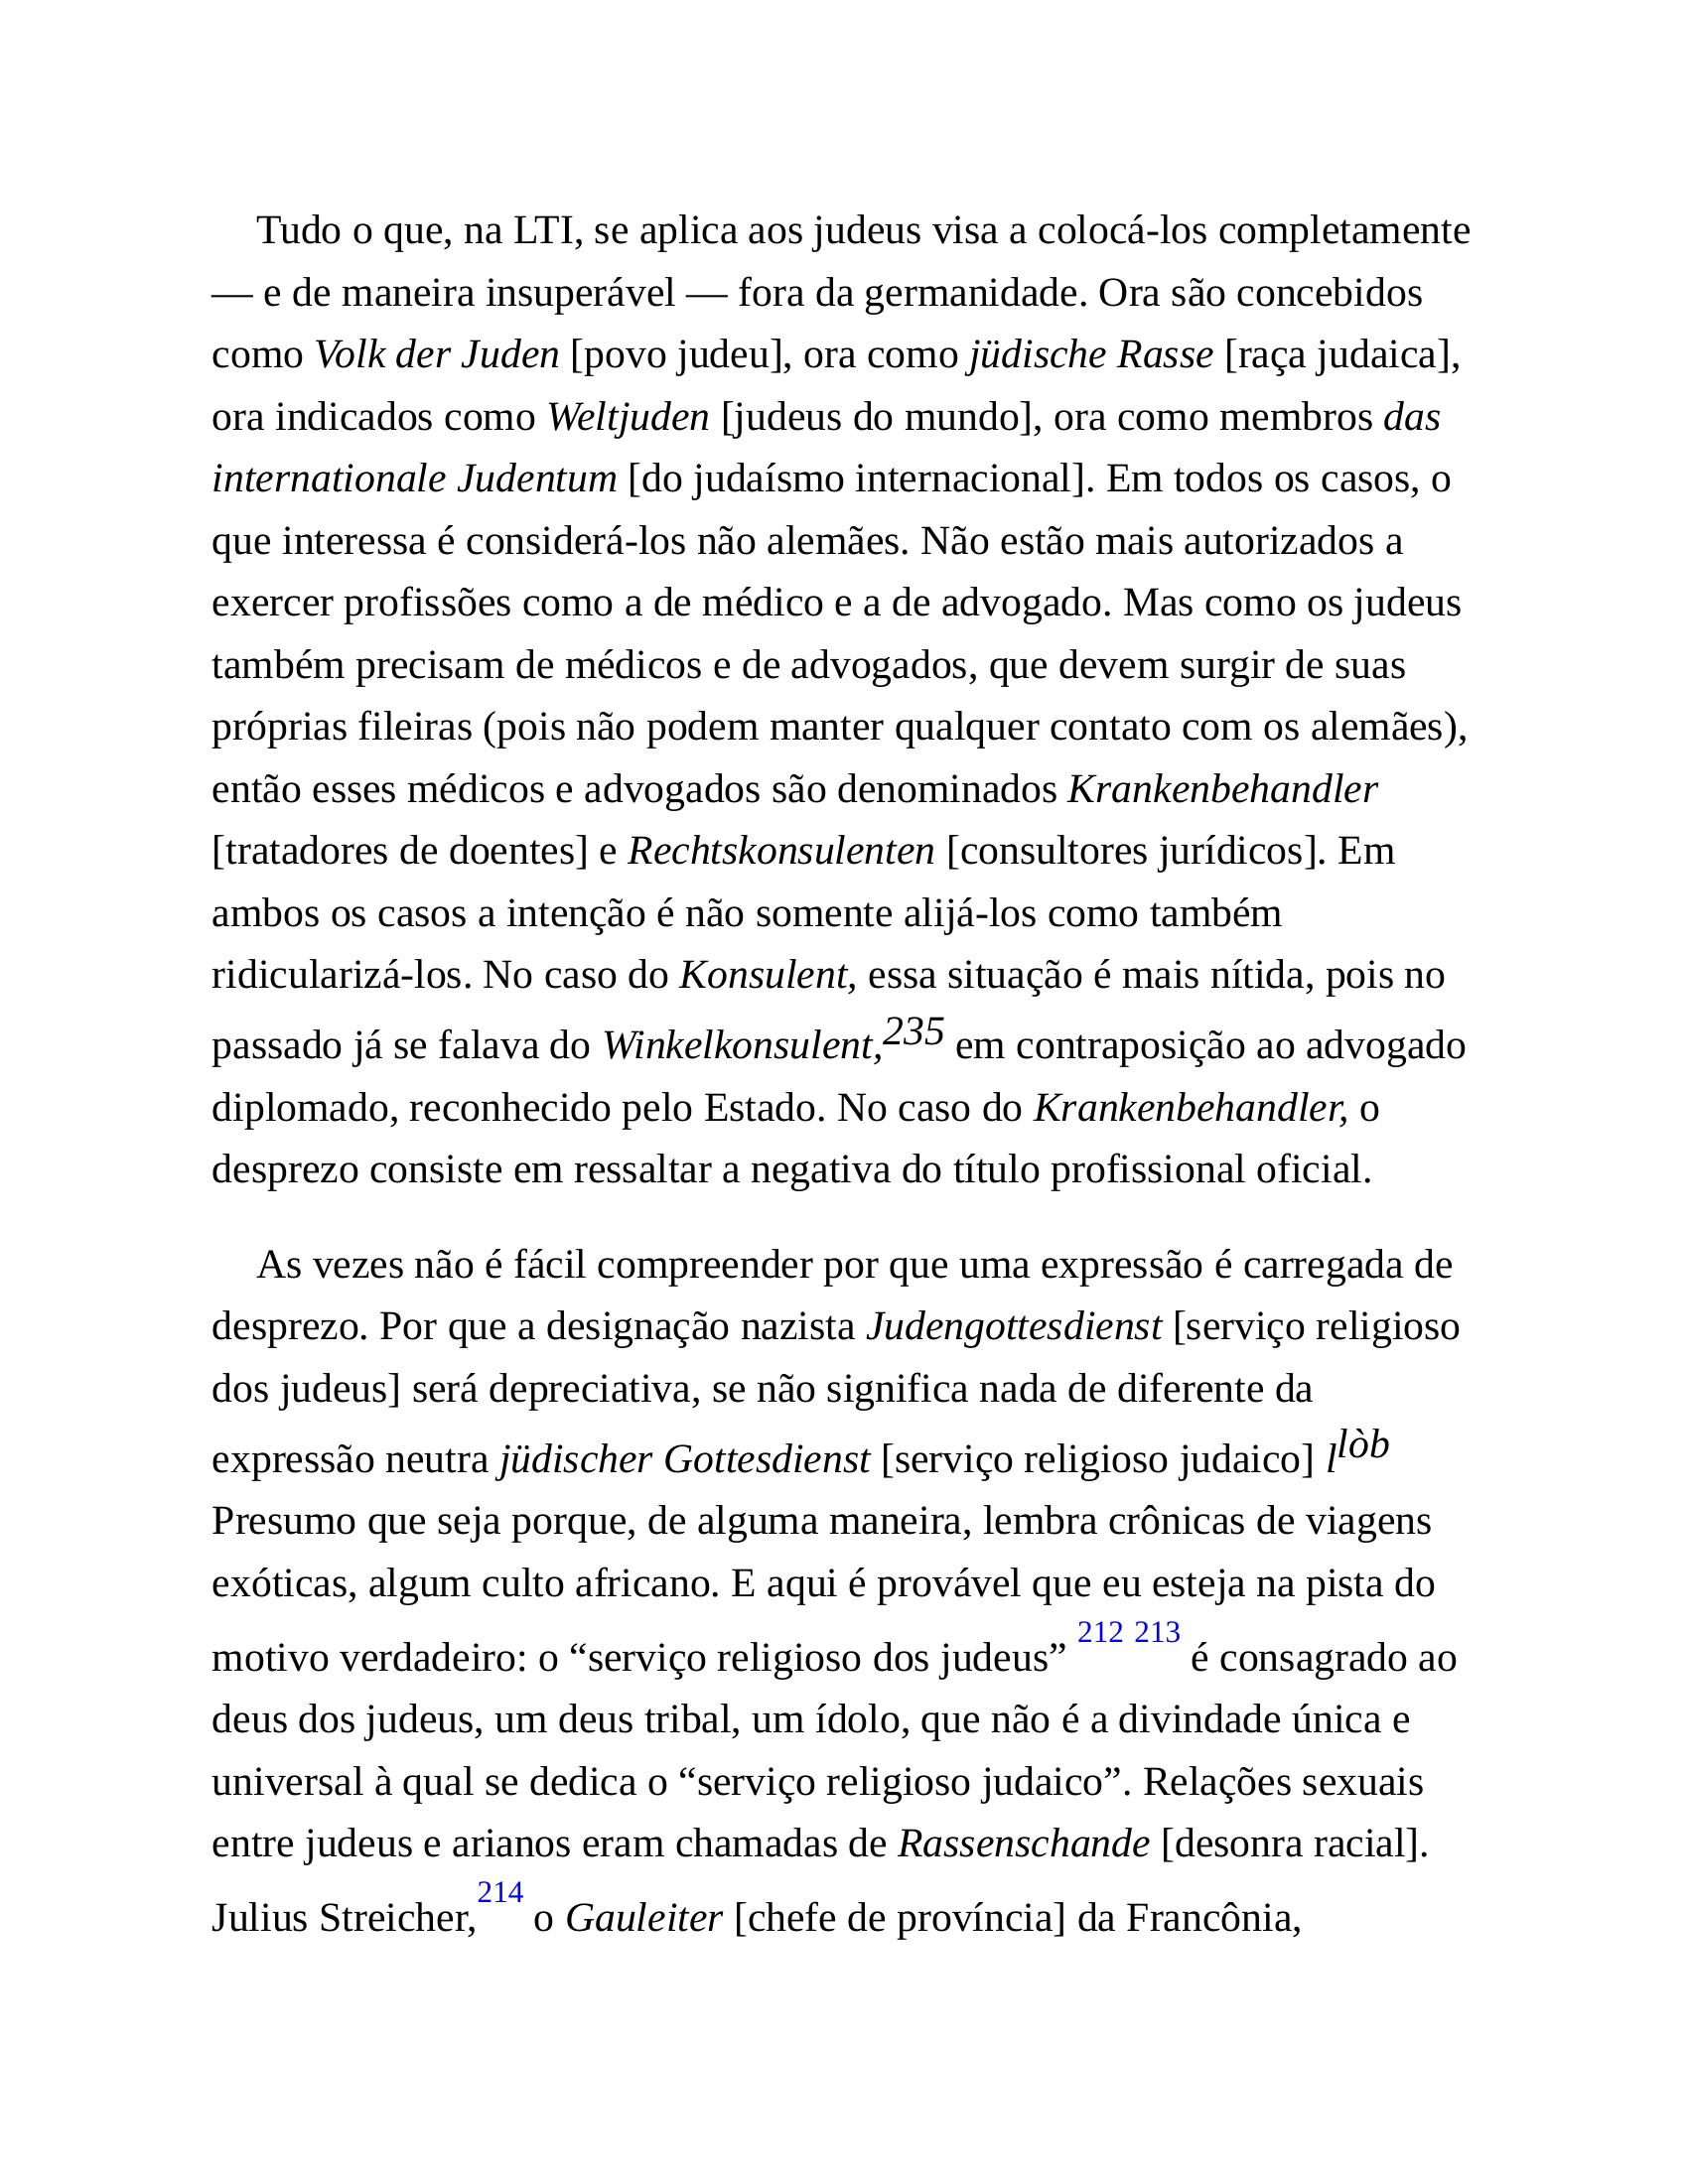 Tudo o que, na LTI, se aplica aos judeus visa a colocá-los completamente
— e de maneira insuperável — fora da germanidade. Ora são concebidos
como Volk der Juden [povo judeu], ora como jüdische Rasse [raça judaica],
ora indicados como Weltjuden [judeus do mundo], ora como membros das
internationale Judentum [do judaísmo internacional]. Em todos os casos, o
que interessa é considerá-los não alemães. Não estão mais autorizados a
exercer profissões como a de médico e a de advogado. Mas como os judeus
também precisam de médicos e de advogados, que devem surgir de suas
próprias fileiras (pois não podem manter qualquer contato com os alemães),
então esses médicos e advogados são denominados Krankenbehandler
[tratadores de doentes] e Rechtskonsulenten [consultores jurídicos]. Em
ambos os casos a intenção é não somente alijá-los como também
ridicularizá-los. No caso do Konsulent, essa situação é mais nítida, pois no
passado já se falava do Winkelkonsulent,235 em contraposição ao advogado
diplomado, reconhecido pelo Estado. No caso do Krankenbehandler, o
desprezo consiste em ressaltar a negativa do título profissional oficial.
As vezes não é fácil compreender por que uma expressão é carregada de
desprezo. Por que a designação nazista Judengottesdienst [serviço religioso
dos judeus] será depreciativa, se não significa nada de diferente da
expressão neutra jüdischer Gottesdienst [serviço religioso judaico] llòb
Presumo que seja porque, de alguma maneira, lembra crônicas de viagens
exóticas, algum culto africano. E aqui é provável que eu esteja na pista do
motivo verdadeiro: o “serviço religioso dos judeus” 212 213 é consagrado ao
deus dos judeus, um deus tribal, um ídolo, que não é a divindade única e
universal à qual se dedica o “serviço religioso judaico”. Relações sexuais
entre judeus e arianos eram chamadas de Rassenschande [desonra racial].
Julius Streicher,214 o Gauleiter [chefe de província] da Francônia,